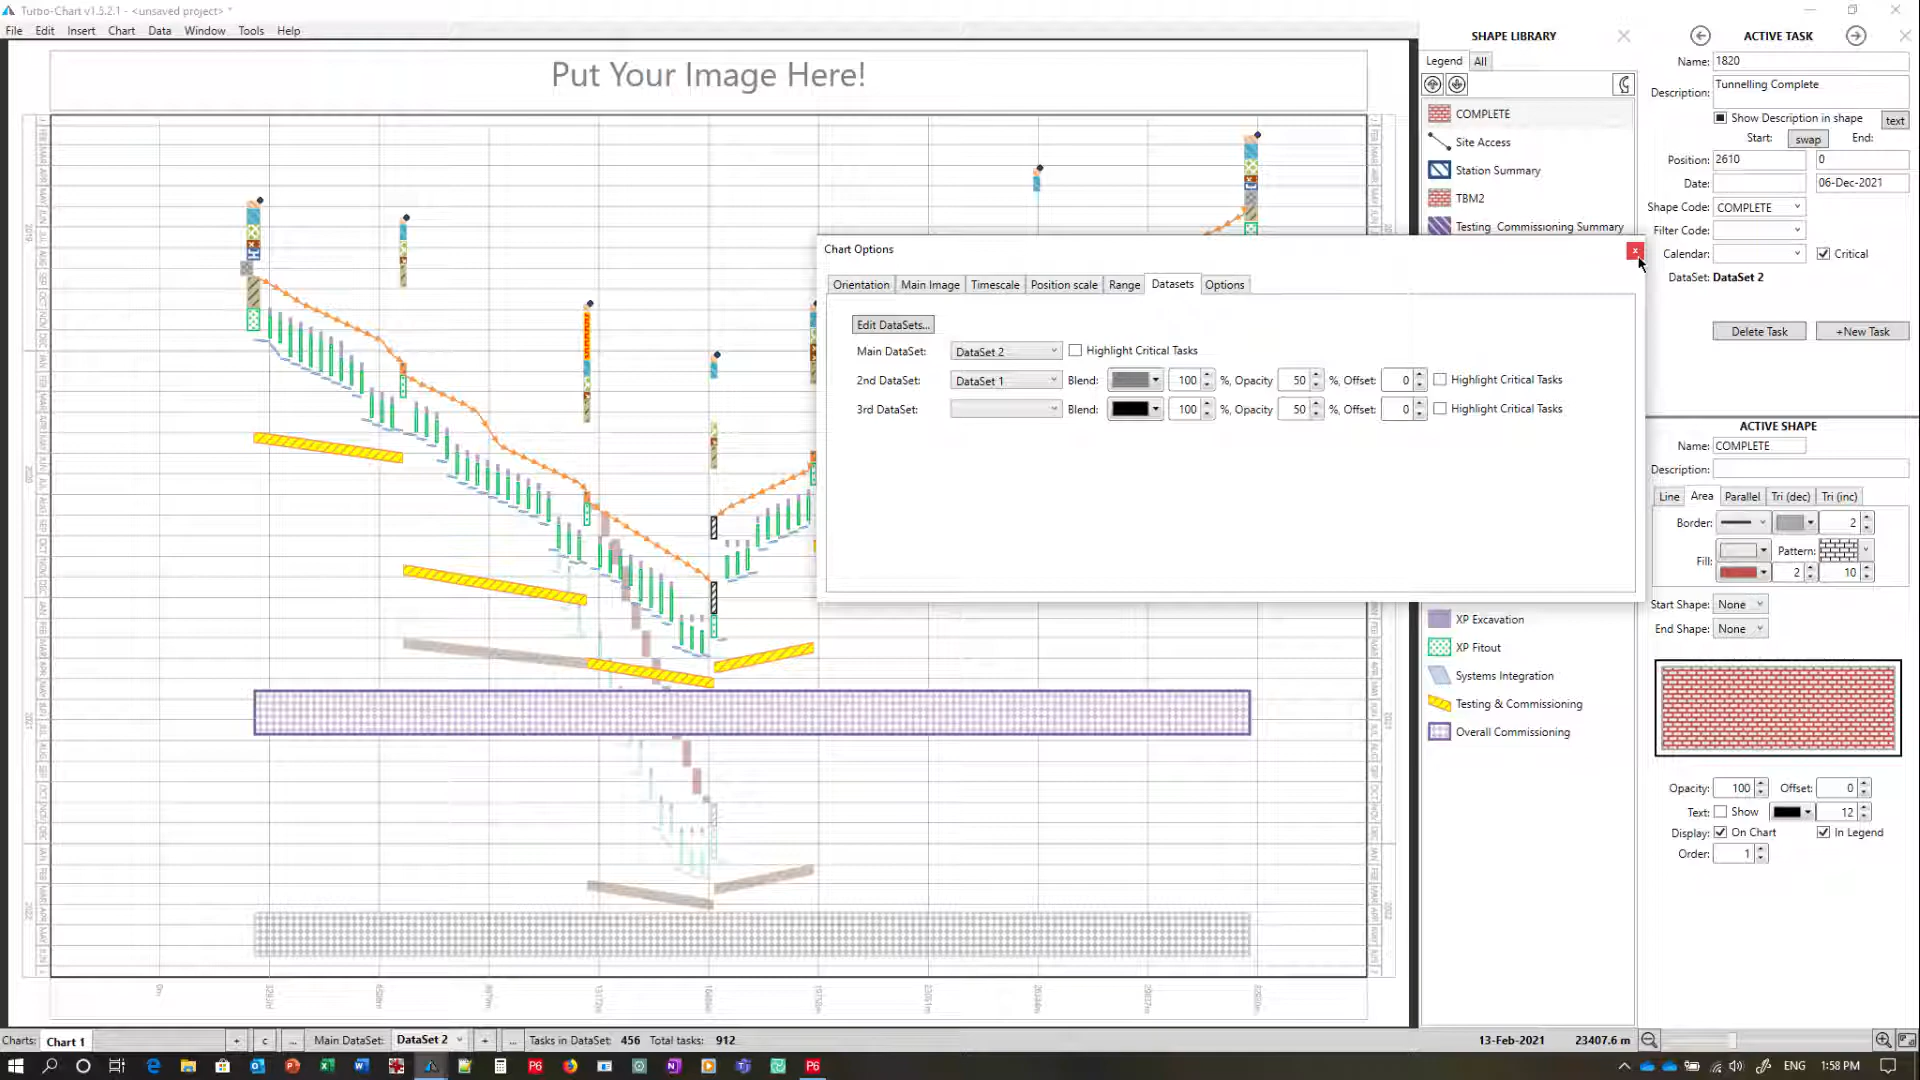 Turbo-Chart v1.5.2.1 - <unsaved project> *
File Edit Insert Chart Data Window Tools Help
Put Your Image Here!
SHAPE LIBRARY
Legend All
COMPLETE
Site Access
Station Summary
TBM2
Testing Commissioning Summary
XP Excavation
XP Fitout
Systems Integration
Testing & Commissioning
Overall Commissioning
Chart Options
Orientation Main Image Timescale Position scale Range Datasets Options
Edit DataSets...
Main DataSet: DataSet 2 Highlight Critical Tasks
2nd DataSet: DataSet 1 Blend: 100 %, Opacity 50 %, Offset: 0 Highlight Critical Tasks
3rd DataSet: Blend: 100 %, Opacity 50 %, Offset: 0 Highlight Critical Tasks
ACTIVE TASK
Name: 1820
Description: Tunnelling Complete
Show Description in shape text
Start: swap End:
Position: 2610 0
Date: 06-Dec-2021
Shape Code: COMPLETE
Filter Code:
Calendar: Critical
DataSet: DataSet 2
Delete Task +New Task
ACTIVE SHAPE
Name: COMPLETE
Description:
Line Area Parallel Tri (dec) Tri (inc)
Border: 2
Fill: Pattern:
2 10
Start Shape: None
End Shape: None
Opacity: 100 Offset: 0
Text: Show 12
Display: On Chart In Legend
Order: 1
2019
2020
2021
2022
Charts: Chart 1 + c ... Main DataSet: DataSet 2 + ... Tasks in DataSet: 456 Total tasks: 912 13-Feb-2021 23407.6 m
ENG 1:58 PM